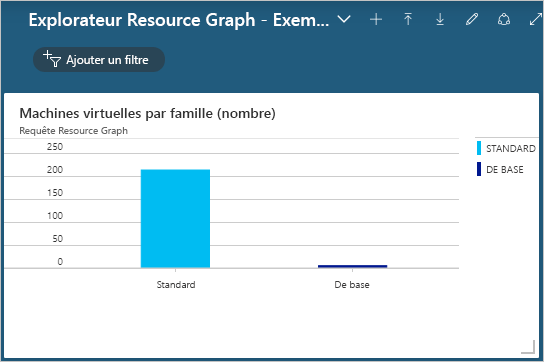 Explorateur Resource Graph - Exem...
Ajouter un filtre
Machines virtuelles par famille (nombre)
Requête Resource Graph
250
200
150
100
50
0
Standard
De base
STANDARD
DE BASE